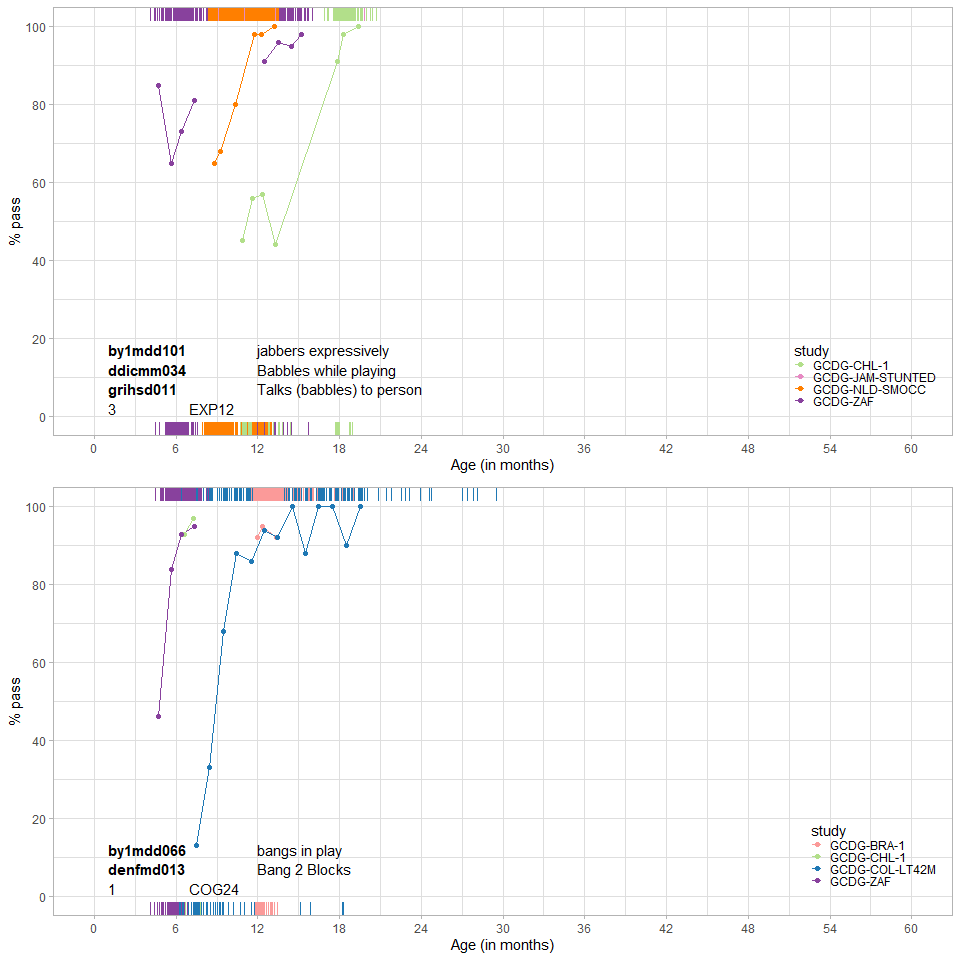 100
80
60
40
20
0
% pass
by1mdd101 jabbers expressively
ddicmm034 Babbles while playing
grihsd011 Talks (babbles) to person
3 EXP12
study
GCDG-CHL-1
GCDG-JAM-STUNTED
GCDG-NLD-SMOCC
GCDG-ZAF
0 6 12 18 24 30 36 42 48 54 60
Age (in months)
100
80
60
40
20
0
% pass
by1mdd066 bangs in play
denfmd013 Bang 2 Blocks
1 COG24
study
GCDG-BRA-1
GCDG-CHL-1
GCDG-COL-LT42M
GCDG-ZAF
0 6 12 18 24 30 36 42 48 54 60
Age (in months)